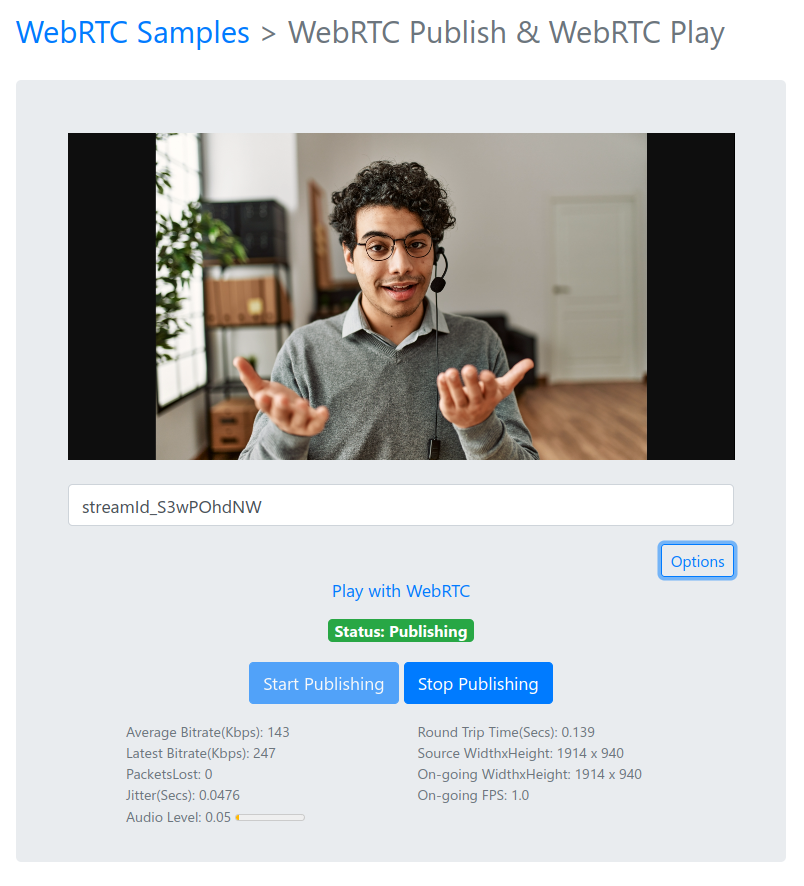 WebRTC Samples > WebRTC Publish & WebRTC Play
streamId_S3wPOhdNW
Options
Play with WebRTC
Status: Publishing
Start Publishing Stop Publishing
Average Bitrate(Kbps): 143
Latest Bitrate(Kbps): 247
PacketsLost: 0
Jitter(Secs): 0.0476
Audio Level: 0.05
Round Trip Time(Secs): 0.139
Source WidthxHeight: 1914 x 940
On-going WidthxHeight: 1914 x 940
On-going FPS: 1.0